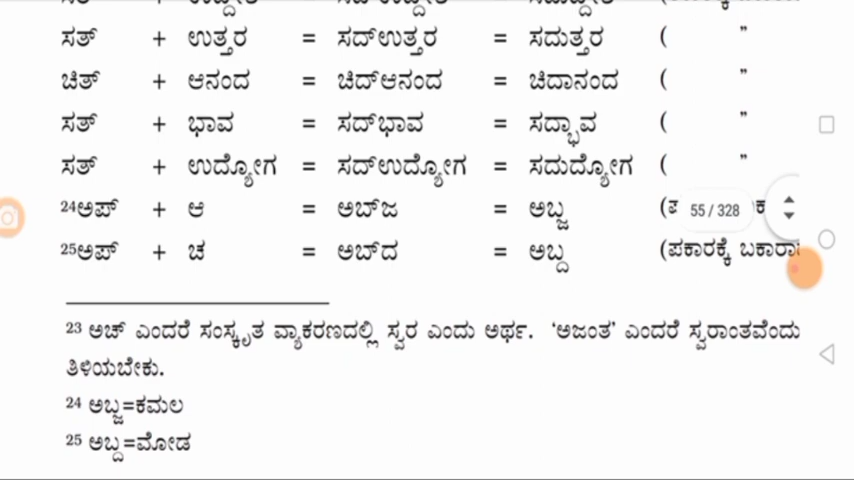 ಸತ್ + ಉತ್ತರ = ಸದ್‌ಉತ್ತರ = ಸದುತ್ತರ ( ”
ಚಿತ್ + ಆನಂದ = ಚಿದ್‌ಆನಂದ = ಚಿದಾನಂದ ( ”
ಸತ್ + ಭಾವ = ಸದ್‌ಭಾವ = ಸದ್ಭಾವ ( ”
ಸತ್ + ಉದ್ಯೋಗ = ಸದ್‌ಉದ್ಯೋಗ = ಸದುದ್ಯೋಗ ( ”
24ಅಪ್ + ಆ = ಅಬ್‌ಜ = ಅಬ್ಜ
55 / 328
25ಅಪ್ + ಚ = ಅಬ್‌ದ = ಅಬ್ದ (ಪಕಾರಕ್ಕೆ
23 ಅಚ್ ಎಂದರೆ ಸಂಸ್ಕೃತ ವ್ಯಾಕರಣದಲ್ಲಿ ಸ್ವರ ಎಂದು ಅರ್ಥ. ‘ಅಜಂತ’ ಎಂದರೆ ಸ್ವರಾಂತವೆಂದು
ತಿಳಿಯಬೇಕು.
24 ಅಬ್ಜ=ಕಮಲ
25 ಅಬ್ದ=ಮೋಡ